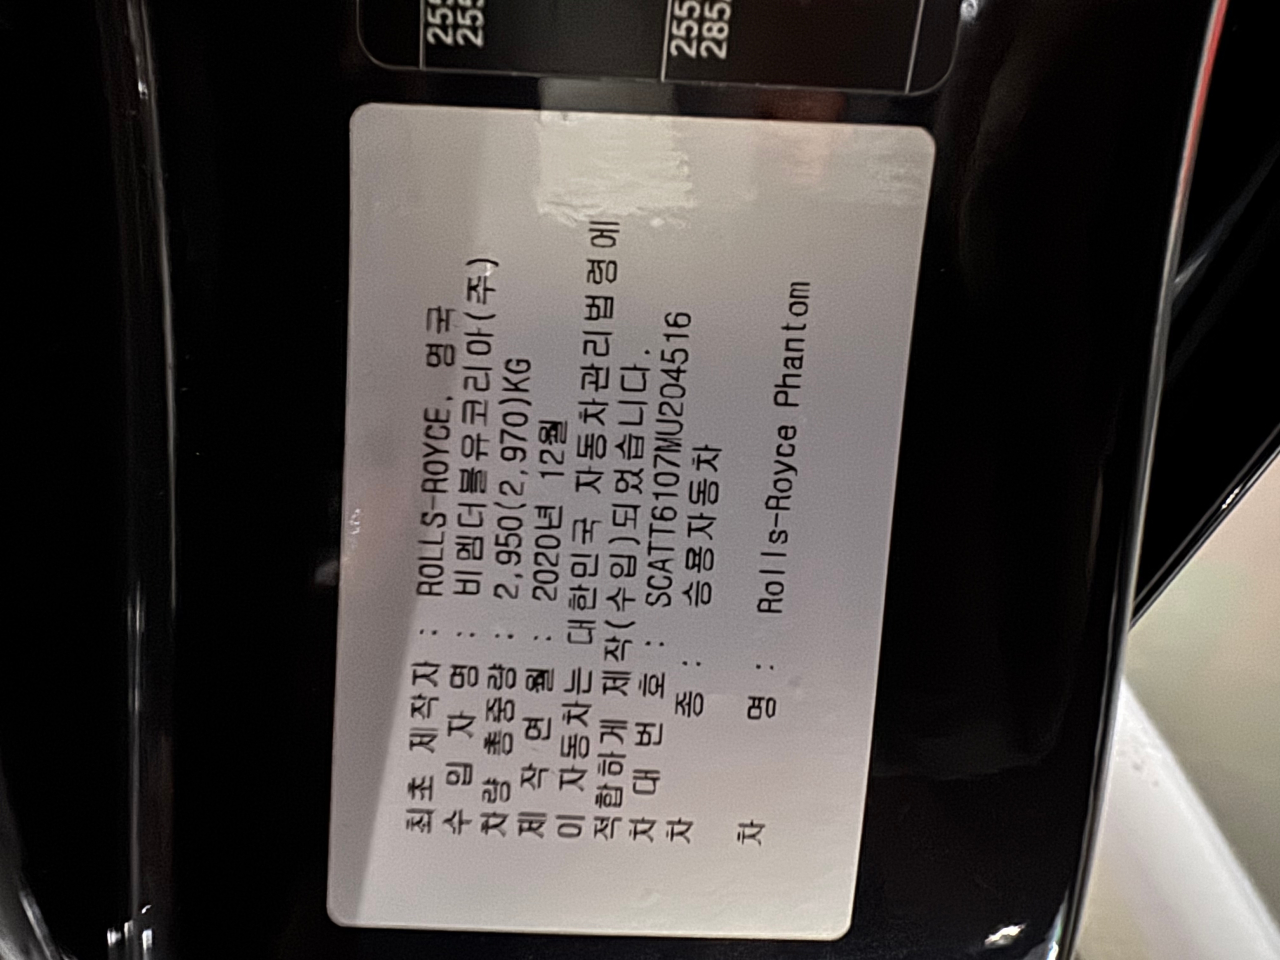 최초 제작자 : ROLLS-ROYCE, 영국
수 입 자 명 : 비엠더블유코리아(주)
차량 총중량 : 2,950(2,970)KG
제 작 연 월 : 2020년 12월
이 자동차는 대한민국 자동차관리법령에
적합하게 제작(수입)되었습니다.
차 대 번 호 : SCATT6107MU204516
차 종 : 승용자동차
차 명 : Rolls-Royce Phantom